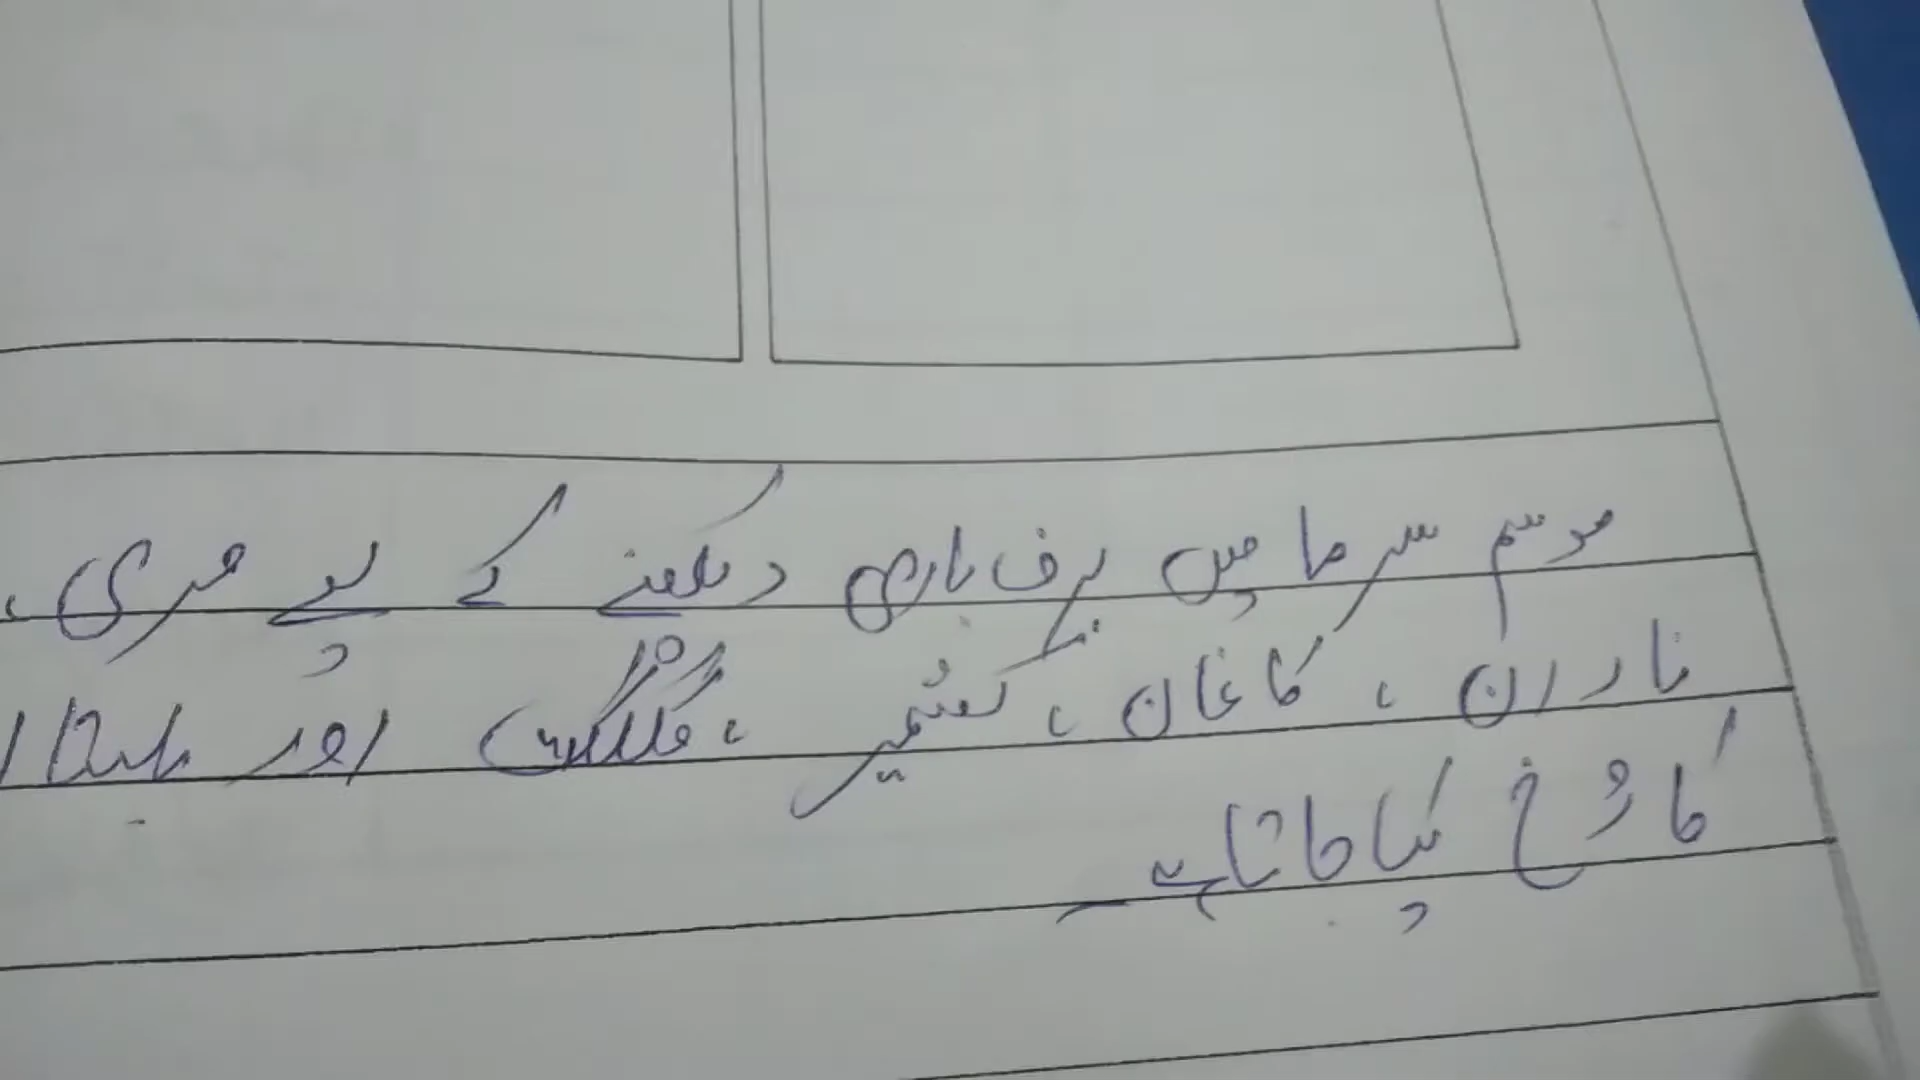 موسم سرما میں برف باری دیکھنے کے لیے مری،
ناران، کاغان، کشمیر، گلگت اور
کا رخ کیا جاتا ہے۔